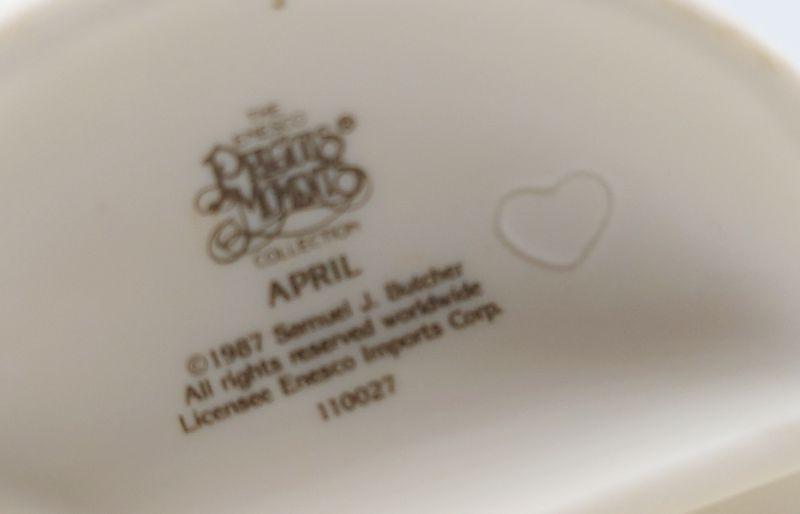 THE
ENESCO
PRECIOUS
MOMENTS®
COLLECTION
APRIL
©1987 Samuel J. Butcher
All rights reserved worldwide
Licensee Enesco Imports Corp.
110027